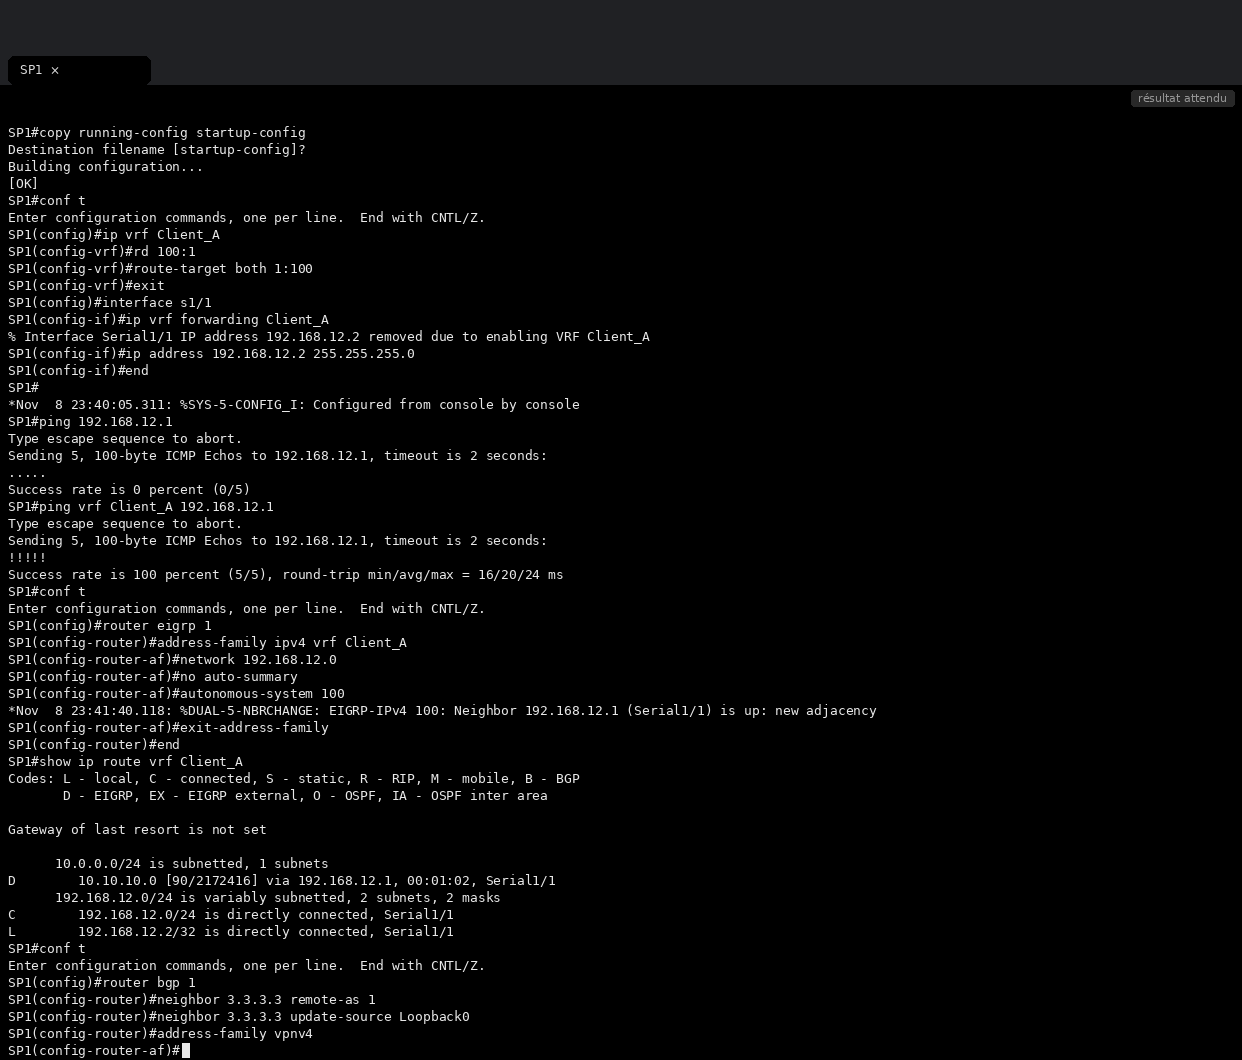 SP1 ×
résultat attendu
SP1#copy running-config startup-config
Destination filename [startup-config]?
Building configuration...
[OK]
SP1#conf t
Enter configuration commands, one per line.  End with CNTL/Z.
SP1(config)#ip vrf Client_A
SP1(config-vrf)#rd 100:1
SP1(config-vrf)#route-target both 1:100
SP1(config-vrf)#exit
SP1(config)#interface s1/1
SP1(config-if)#ip vrf forwarding Client_A
% Interface Serial1/1 IP address 192.168.12.2 removed due to enabling VRF Client_A
SP1(config-if)#ip address 192.168.12.2 255.255.255.0
SP1(config-if)#end
SP1#
*Nov  8 23:40:05.311: %SYS-5-CONFIG_I: Configured from console by console
SP1#ping 192.168.12.1
Type escape sequence to abort.
Sending 5, 100-byte ICMP Echos to 192.168.12.1, timeout is 2 seconds:
.....
Success rate is 0 percent (0/5)
SP1#ping vrf Client_A 192.168.12.1
Type escape sequence to abort.
Sending 5, 100-byte ICMP Echos to 192.168.12.1, timeout is 2 seconds:
!!!!!
Success rate is 100 percent (5/5), round-trip min/avg/max = 16/20/24 ms
SP1#conf t
Enter configuration commands, one per line.  End with CNTL/Z.
SP1(config)#router eigrp 1
SP1(config-router)#address-family ipv4 vrf Client_A
SP1(config-router-af)#network 192.168.12.0
SP1(config-router-af)#no auto-summary
SP1(config-router-af)#autonomous-system 100
*Nov  8 23:41:40.118: %DUAL-5-NBRCHANGE: EIGRP-IPv4 100: Neighbor 192.168.12.1 (Serial1/1) is up: new adjacency
SP1(config-router-af)#exit-address-family
SP1(config-router)#end
SP1#show ip route vrf Client_A
Codes: L - local, C - connected, S - static, R - RIP, M - mobile, B - BGP
       D - EIGRP, EX - EIGRP external, O - OSPF, IA - OSPF inter area
Gateway of last resort is not set
      10.0.0.0/24 is subnetted, 1 subnets
D        10.10.10.0 [90/2172416] via 192.168.12.1, 00:01:02, Serial1/1
      192.168.12.0/24 is variably subnetted, 2 subnets, 2 masks
C        192.168.12.0/24 is directly connected, Serial1/1
L        192.168.12.2/32 is directly connected, Serial1/1
SP1#conf t
Enter configuration commands, one per line.  End with CNTL/Z.
SP1(config)#router bgp 1
SP1(config-router)#neighbor 3.3.3.3 remote-as 1
SP1(config-router)#neighbor 3.3.3.3 update-source Loopback0
SP1(config-router)#address-family vpnv4
SP1(config-router-af)#